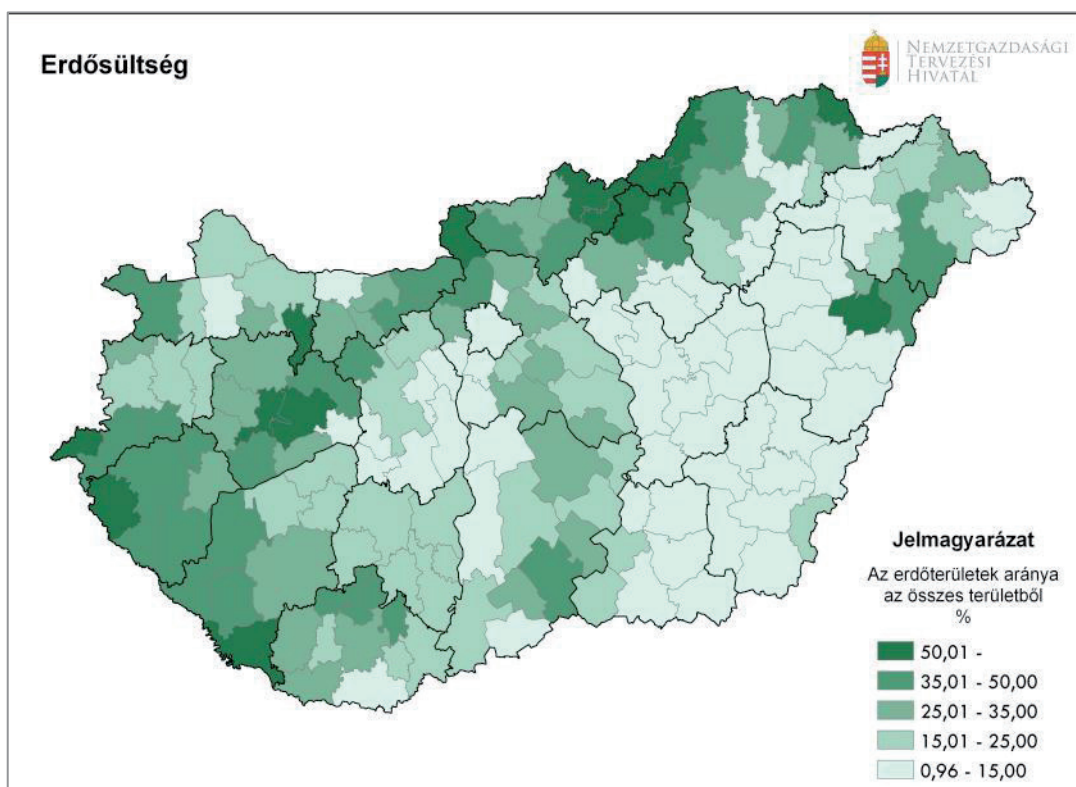 Erdősültség
NEMZETGAZDASÁGI
TERVEZÉSI
HIVATAL
Jelmagyarázat
Az erdőterületek aránya
az összes területből
%
50,01 -
35,01 - 50,00
25,01 - 35,00
15,01 - 25,00
0,96 - 15,00